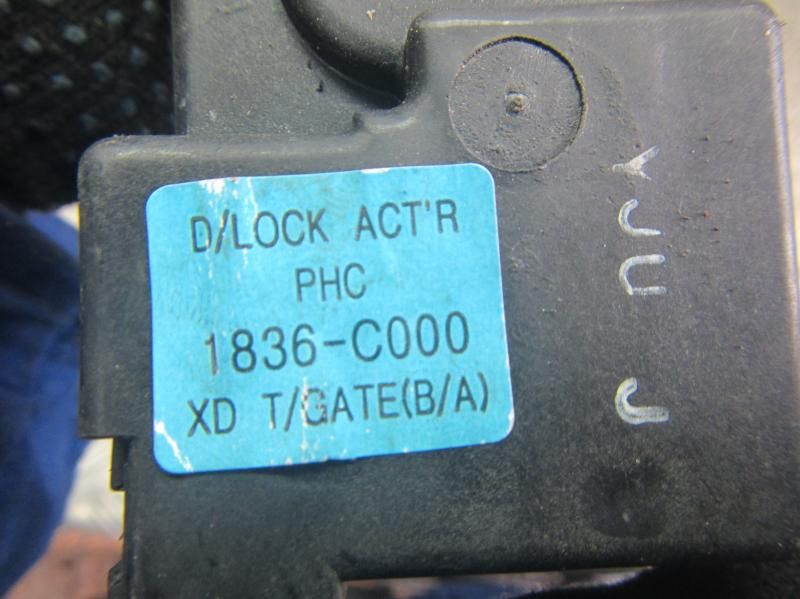 D/LOCK ACT'R
PHC
1836-C000
XD T/GATE(B/A)